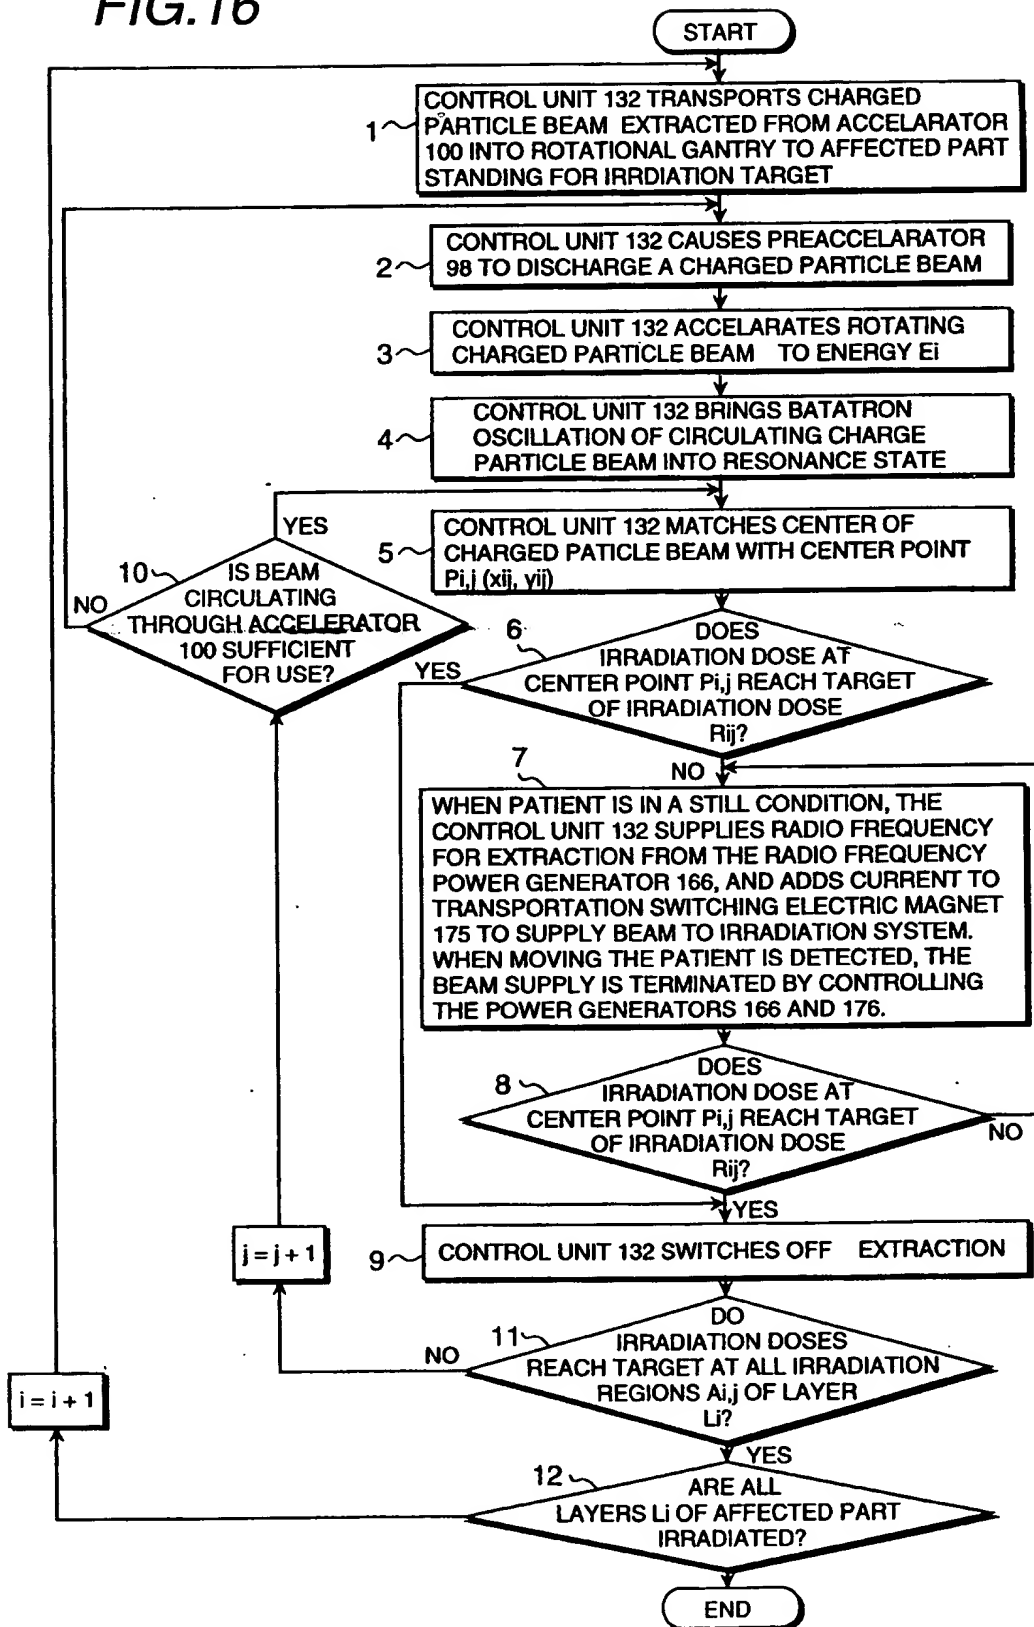 FIG. 16
START
1
CONTROL UNIT 132 TRANSPORTS CHARGED
PARTICLE BEAM EXTRACTED FROM ACCELARATOR
100 INTO ROTATIONAL GANTRY TO AFFECTED PART
STANDING FOR IRRDIATION TARGET
2
CONTROL UNIT 132 CAUSES PREACCELARATOR
98 TO DISCHARGE A CHARGED PARTICLE BEAM
3
CONTROL UNIT 132 ACCELARATES ROTATING
CHARGED PARTICLE BEAM TO ENERGY Ei
4
CONTROL UNIT 132 BRINGS BATATRON
OSCILLATION OF CIRCULATING CHARGE
PARTICLE BEAM INTO RESONANCE STATE
5
CONTROL UNIT 132 MATCHES CENTER OF
CHARGED PATICLE BEAM WITH CENTER POINT
Pi,j (xij, yij)
YES
10
IS BEAM
CIRCULATING
THROUGH ACCELERATOR
100 SUFFICIENT
FOR USE?
NO
6
DOES
IRRADIATION DOSE AT
CENTER POINT Pi,j REACH TARGET
OF IRRADIATION DOSE
Rij?
YES
NO
7
WHEN PATIENT IS IN A STILL CONDITION, THE
CONTROL UNIT 132 SUPPLIES RADIO FREQUENCY
FOR EXTRACTION FROM THE RADIO FREQUENCY
POWER GENERATOR 166, AND ADDS CURRENT TO
TRANSPORTATION SWITCHING ELECTRIC MAGNET
175 TO SUPPLY BEAM TO IRRADIATION SYSTEM.
WHEN MOVING THE PATIENT IS DETECTED, THE
BEAM SUPPLY IS TERMINATED BY CONTROLLING
THE POWER GENERATORS 166 AND 176.
8
DOES
IRRADIATION DOSE AT
CENTER POINT Pi,j REACH TARGET
OF IRRADIATION DOSE
Rij?
NO
YES
9
CONTROL UNIT 132 SWITCHES OFF EXTRACTION
j = j + 1
11
DO
IRRADIATION DOSES
REACH TARGET AT ALL IRRADIATION
REGIONS Ai,j OF LAYER
Li?
NO
YES
i = i + 1
12
ARE ALL
LAYERS Li OF AFFECTED PART
IRRADIATED?
END